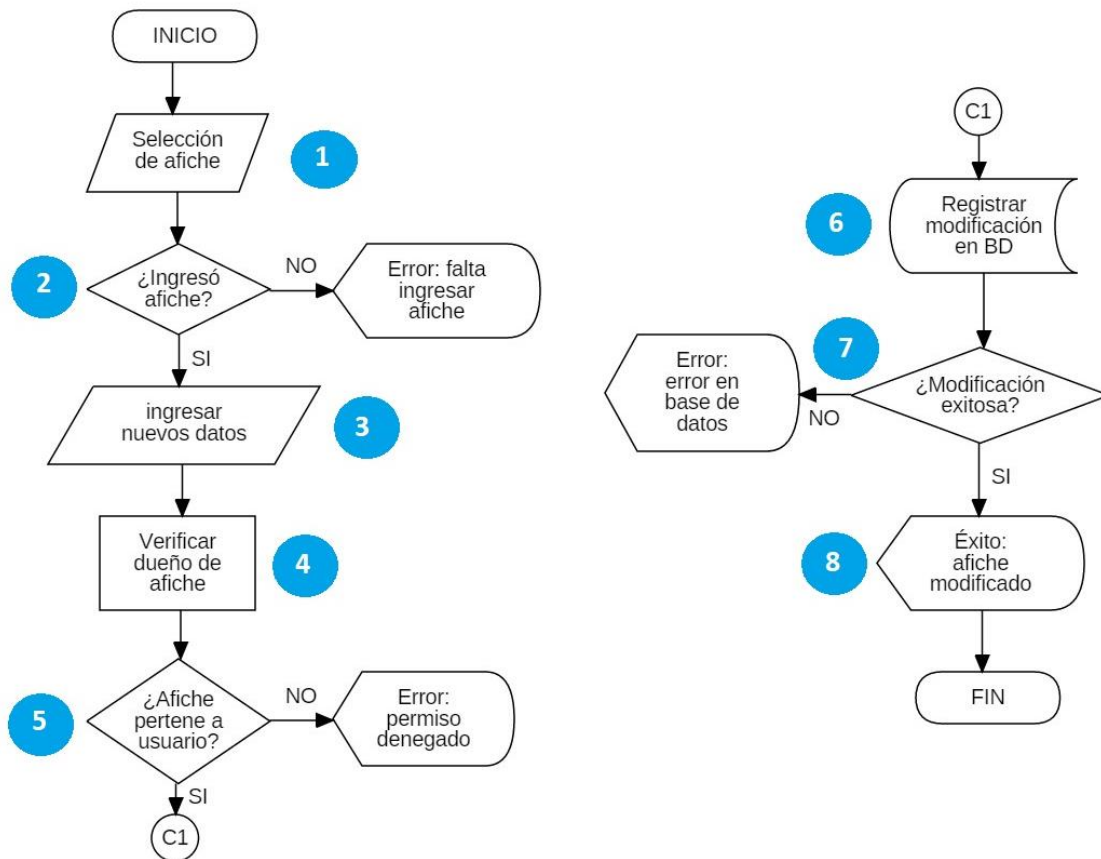 INICIO
Selección
de afiche
1
2
¿Ingresó
afiche?
NO
Error: falta
ingresar
afiche
SI
ingresar
nuevos datos
3
Verificar
dueño de
afiche
4
5
¿Afiche
pertene a
usuario?
NO
Error:
permiso
denegado
SI
C1
C1
6
Registrar
modificación
en BD
7
¿Modificación
exitosa?
NO
Error:
error en
base de
datos
SI
8
Éxito:
afiche
modificado
FIN